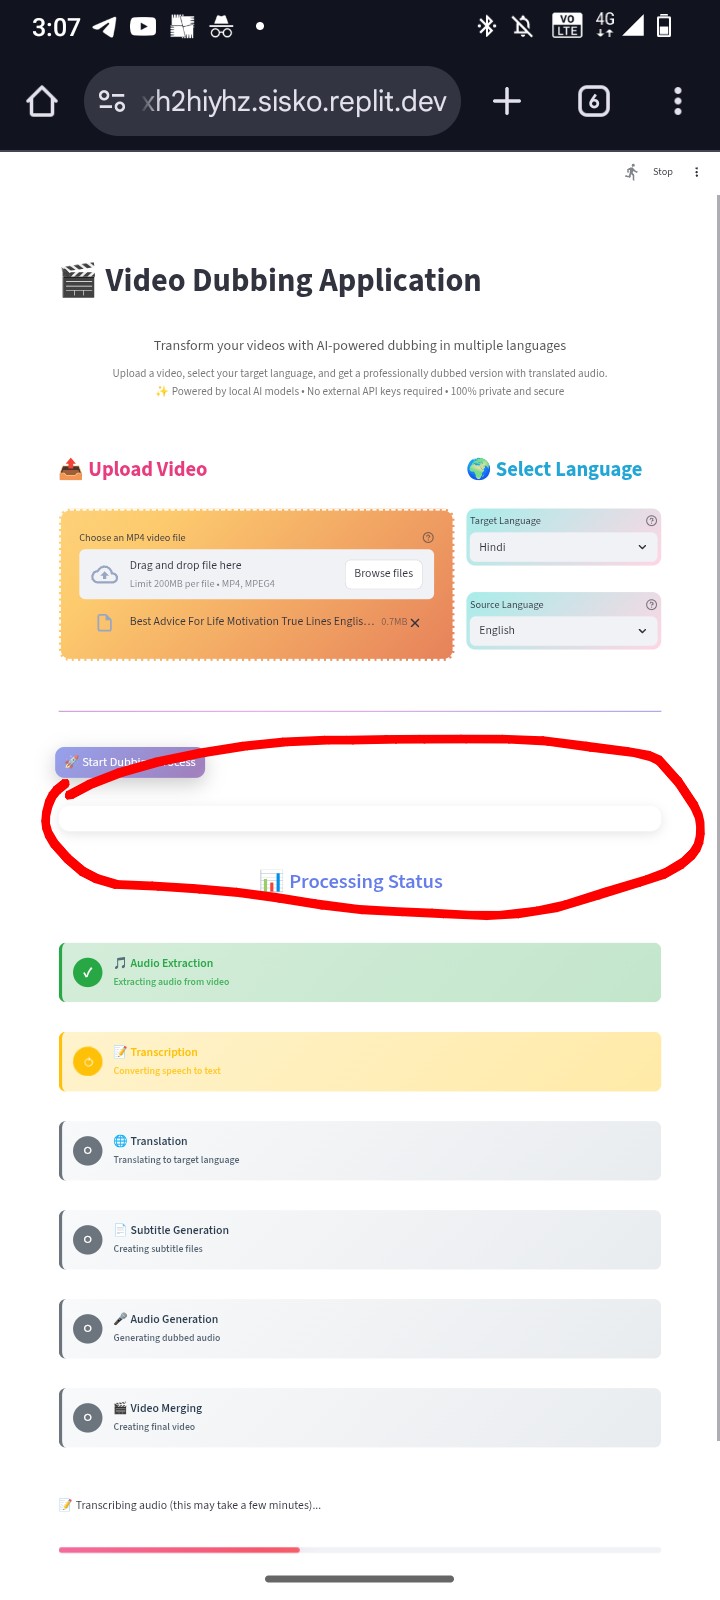 3:07
VO
LTE
4G
xh2hiyhz.sisko.replit.dev
6
Stop
🎬 Video Dubbing Application
Transform your videos with AI-powered dubbing in multiple languages
Upload a video, select your target language, and get a professionally dubbed version with translated audio.
✨ Powered by local AI models • No external API keys required • 100% private and secure
📤 Upload Video
🌍 Select Language
Choose an MP4 video file
Drag and drop file here
Limit 200MB per file • MP4, MPEG4
Browse files
Best Advice For Life Motivation True Lines Englis... 0.7MB
Target Language
Hindi
Source Language
English
🚀 Start Dubbing Process
📊 Processing Status
🎵 Audio Extraction
Extracting audio from video
📝 Transcription
Converting speech to text
🌐 Translation
Translating to target language
📄 Subtitle Generation
Creating subtitle files
🎤 Audio Generation
Generating dubbed audio
🎬 Video Merging
Creating final video
📝 Transcribing audio (this may take a few minutes)...